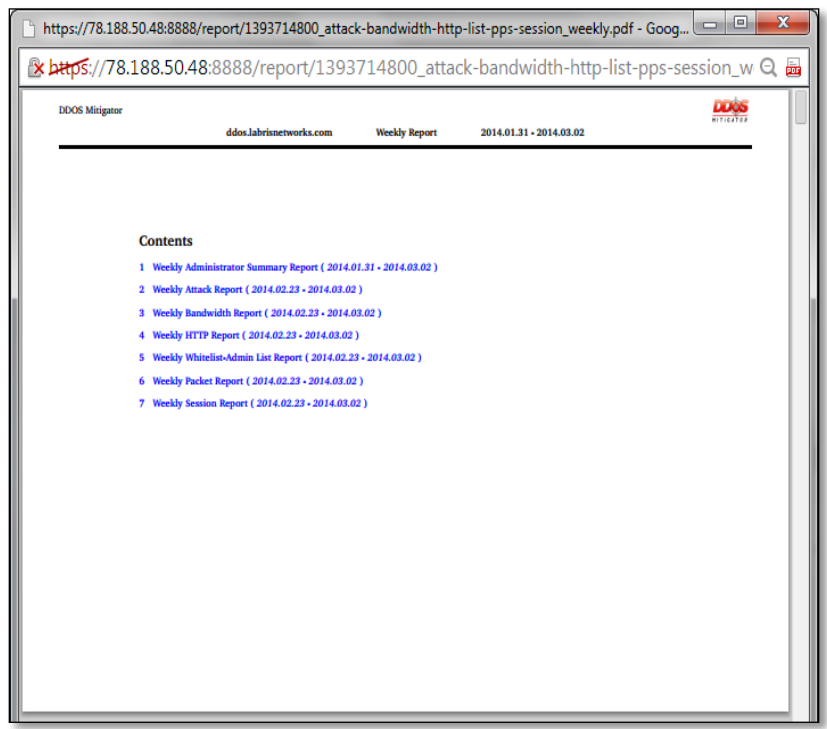 https://78.188.50.48:8888/report/1393714800_attack-bandwidth-http-list-pps-session_weekly.pdf - Goog...
https://78.188.50.48:8888/report/1393714800_attack-bandwidth-http-list-pps-session_w
DDOS Mitigator
DDOS
MITIGATOR
ddos.labrisnetworks.com Weekly Report 2014.01.31 - 2014.03.02
Contents
1 Weekly Administrator Summary Report ( 2014.01.31 - 2014.03.02 )
2 Weekly Attack Report ( 2014.02.23 - 2014.03.02 )
3 Weekly Bandwidth Report ( 2014.02.23 - 2014.03.02 )
4 Weekly HTTP Report ( 2014.02.23 - 2014.03.02 )
5 Weekly Whitelist-Admin List Report ( 2014.02.23 - 2014.03.02 )
6 Weekly Packet Report ( 2014.02.23 - 2014.03.02 )
7 Weekly Session Report ( 2014.02.23 - 2014.03.02 )